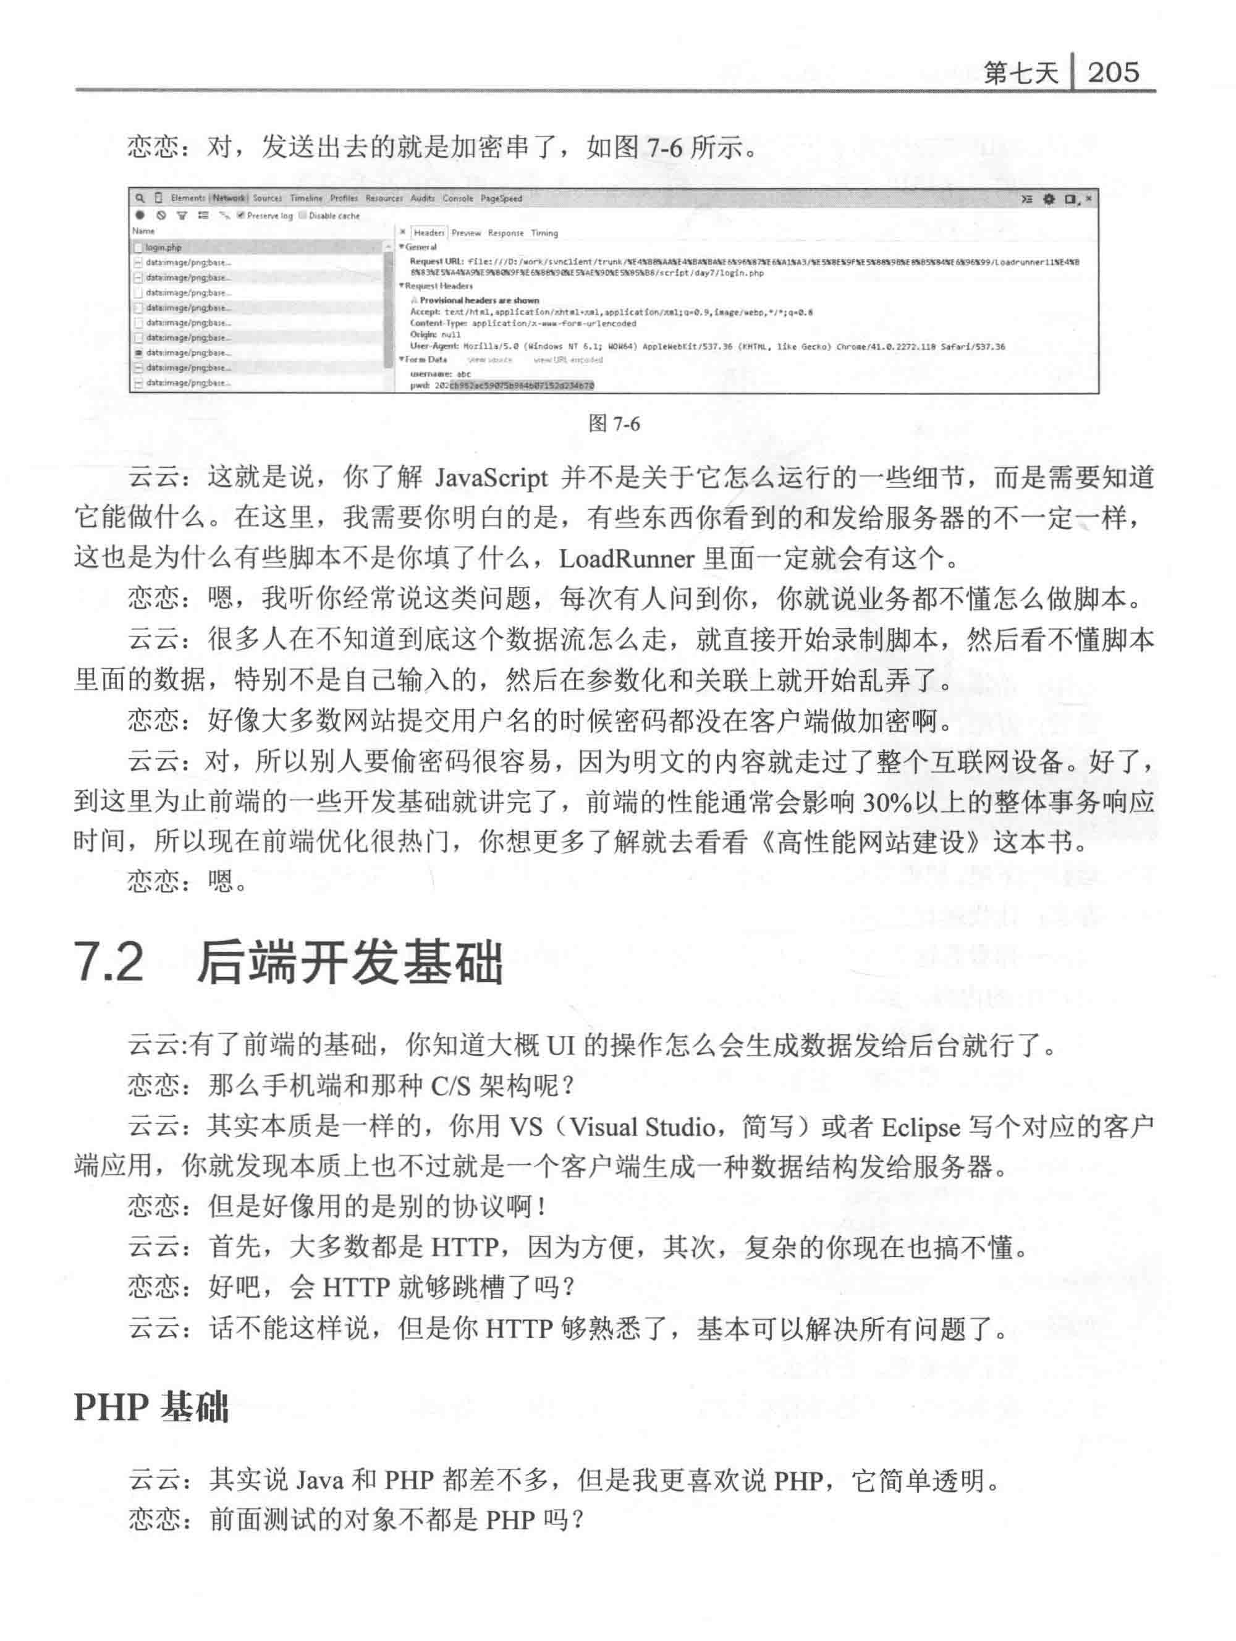 第七天 205
恋恋：对，发送出去的就是加密串了，如图 7-6 所示。
Elements Network Sources Timeline Profiles Resources Audits Console PageSpeed
Preserve log Disable cache
Name
× Headers Preview Response Timing
login.php
data:image/png;base...
data:image/png;base...
data:image/png;base...
data:image/png;base...
data:image/png;base...
data:image/png;base...
data:image/png;base...
data:image/png;base...
data:image/png;base...
▼General
Request URL: file:///D:/work/svnclient/trunk/
script/day7/login.php
▼Request Headers
Provisional headers are shown
Accept: text/html,application/xhtml+xml,application/xml;q=0.9,image/webp,*/*;q=0.8
Content-Type: application/x-www-form-urlencoded
Origin: null
User-Agent: Mozilla/5.0 (Windows NT 6.1; WOW64) AppleWebKit/537.36 (KHTML, like Gecko) Chrome/41.0.2272.118 Safari/537.36
▼Form Data view source view URL encoded
username: abc
pwd: 202cb962ac59075b964b07152d234b70
图 7-6
云云：这就是说，你了解 JavaScript 并不是关于它怎么运行的一些细节，而是需要知道
它能做什么。在这里，我需要你明白的是，有些东西你看到的和发给服务器的不一定一样，
这也是为什么有些脚本不是你填了什么，LoadRunner 里面一定就会有这个。
恋恋：嗯，我听你经常说这类问题，每次有人问到你，你就说业务都不懂怎么做脚本。
云云：很多人在不知道到底这个数据流怎么走，就直接开始录制脚本，然后看不懂脚本
里面的数据，特别不是自己输入的，然后在参数化和关联上就开始乱弄了。
恋恋：好像大多数网站提交用户名的时候密码都没在客户端做加密啊。
云云：对，所以别人要偷密码很容易，因为明文的内容就走过了整个互联网设备。好了，
到这里为止前端的一些开发基础就讲完了，前端的性能通常会影响 30%以上的整体事务响应
时间，所以现在前端优化很热门，你想更多了解就去看看《高性能网站建设》这本书。
恋恋：嗯。
7.2 后端开发基础
云云:有了前端的基础，你知道大概 UI 的操作怎么会生成数据发给后台就行了。
恋恋：那么手机端和那种 C/S 架构呢？
云云：其实本质是一样的，你用 VS（Visual Studio，简写）或者 Eclipse 写个对应的客户
端应用，你就发现本质上也不过就是一个客户端生成一种数据结构发给服务器。
恋恋：但是好像用的是别的协议啊！
云云：首先，大多数都是 HTTP，因为方便，其次，复杂的你现在也搞不懂。
恋恋：好吧，会 HTTP 就够跳槽了吗？
云云：话不能这样说，但是你 HTTP 够熟悉了，基本可以解决所有问题了。
PHP 基础
云云：其实说 Java 和 PHP 都差不多，但是我更喜欢说 PHP，它简单透明。
恋恋：前面测试的对象不都是 PHP 吗？